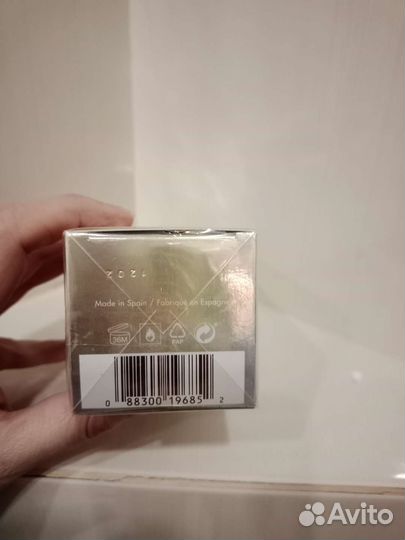 Made in Spain / Fabriqué en Espagne
36M
PAP
0 88300 19685 2
Avito